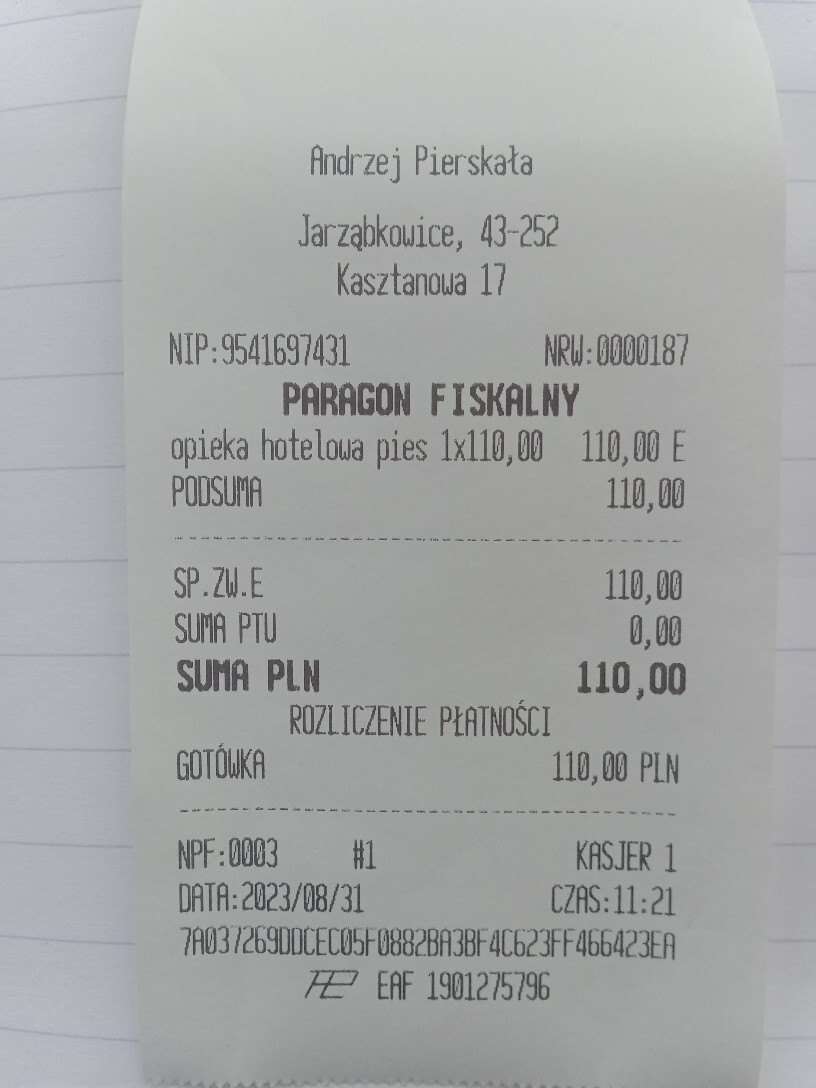 Andrzej Pierskała
Jarząbkowice, 43-252
Kasztanowa 17
NIP:9541697431 NRW:0000187
PARAGON FISKALNY
opieka hotelowa pies 1x110,00 110,00 E
PODSUMA 110,00
SP.ZW.E 110,00
SUMA PTU 0,00
SUMA PLN 110,00
ROZLICZENIE PŁATNOŚCI
GOTÓWKA 110,00 PLN
NPF:0003 #1 KASJER 1
DATA:2023/08/31 CZAS:11:21
7A037269DDCEC05F0882BA3BF4C623FF466423EA
EAF 1901275796